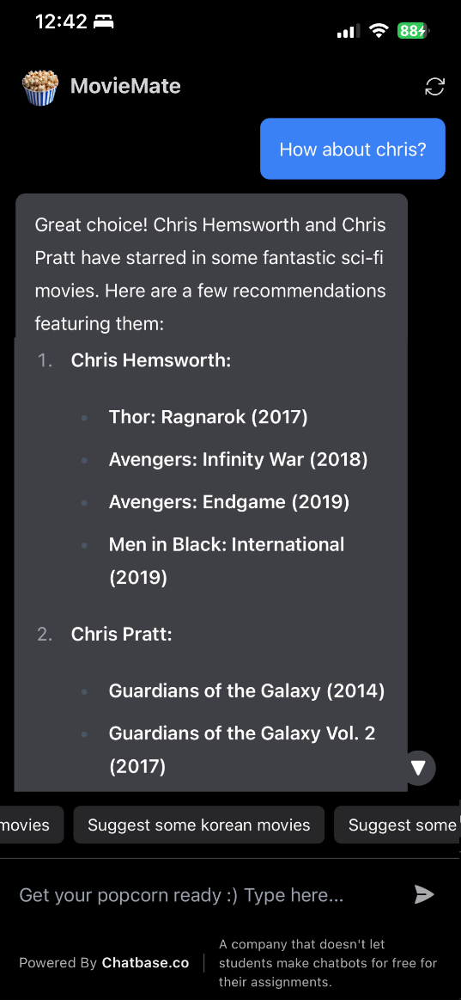 12:42
88
MovieMate
How about chris?
Great choice! Chris Hemsworth and Chris
Pratt have starred in some fantastic sci-fi
movies. Here are a few recommendations
featuring them:
1. Chris Hemsworth:
Thor: Ragnarok (2017)
Avengers: Infinity War (2018)
Avengers: Endgame (2019)
Men in Black: International
(2019)
2. Chris Pratt:
Guardians of the Galaxy (2014)
Guardians of the Galaxy Vol. 2
(2017)
movies
Suggest some korean movies
Suggest some
Get your popcorn ready :) Type here...
Powered By Chatbase.co
A company that doesn't let
students make chatbots for free for
their assignments.